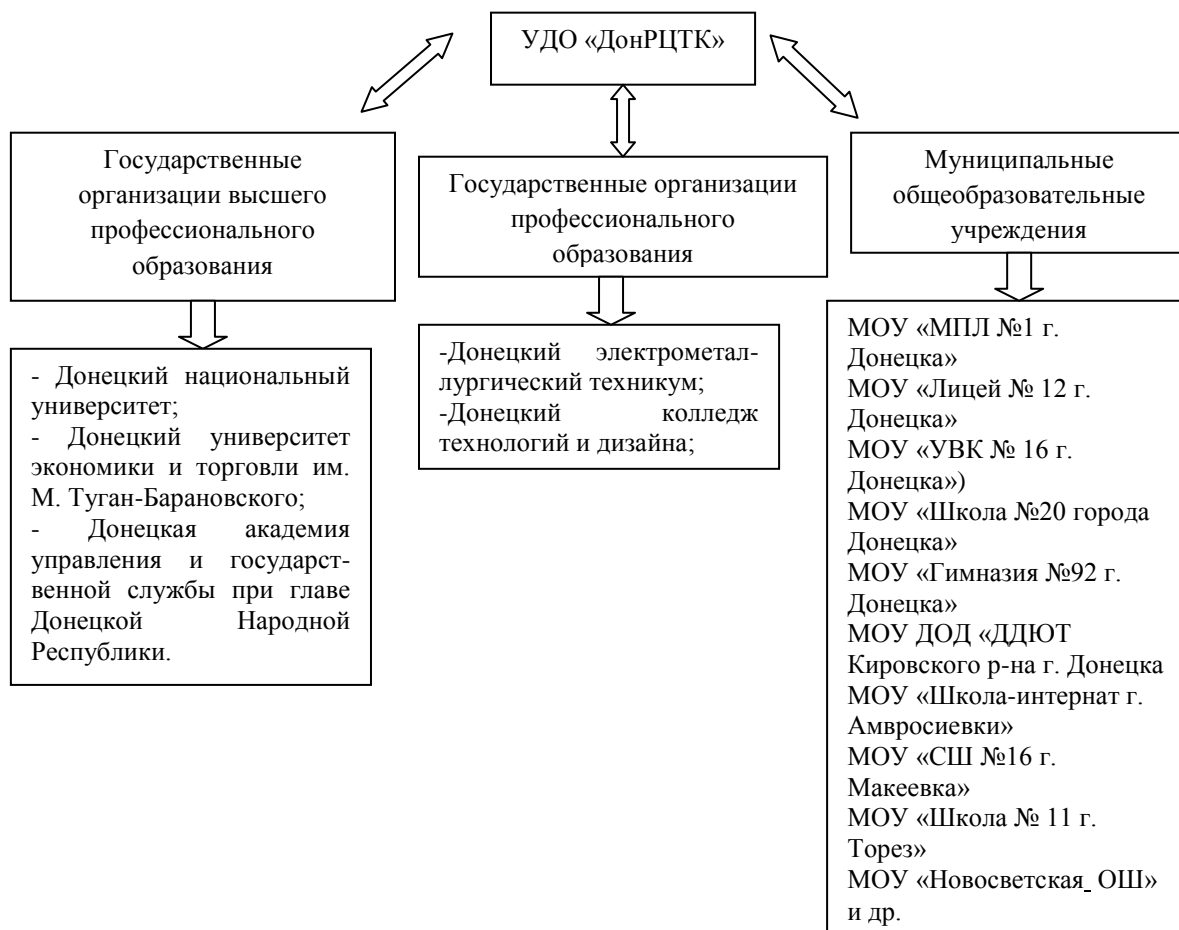 УДО «ДонРЦТК»
Государственные
организации высшего
профессионального
образования
Государственные организации
профессионального
образования
Муниципальные
общеобразовательные
учреждения
- Донецкий национальный
университет;
- Донецкий университет
экономики и торговли им.
М. Туган-Барановского;
- Донецкая академия
управления и государст-
венной службы при главе
Донецкой Народной
Республики.
-Донецкий электрометал-
лургический техникум;
-Донецкий колледж
технологий и дизайна;
МОУ «МПЛ №1 г.
Донецка»
МОУ «Лицей № 12 г.
Донецка»
МОУ «УВК № 16 г.
Донецка»)
МОУ «Школа №20 города
Донецка»
МОУ «Гимназия №92 г.
Донецка»
МОУ ДОД «ДДЮТ
Кировского р-на г. Донецка
МОУ «Школа-интернат г.
Амвросиевки»
МОУ «СШ №16 г.
Макеевка»
МОУ «Школа № 11 г.
Торез»
МОУ «Новосветская_ ОШ»
и др.